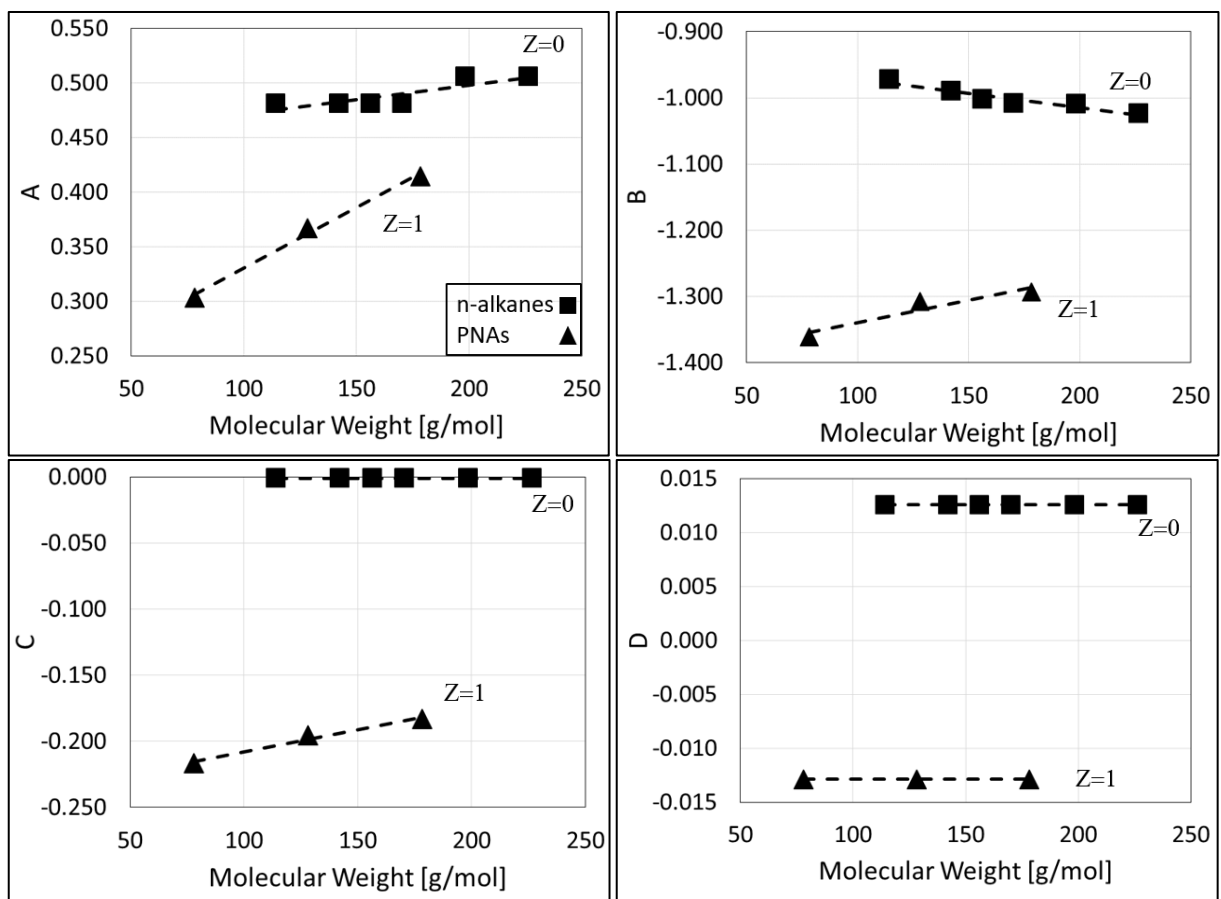 0.550
0.500
0.450
0.400
0.350
0.300
0.250
A
Z=0
Z=1
n-alkanes
PNAs
50 100 150 200 250
Molecular Weight [g/mol]
-0.900
-1.000
-1.100
-1.200
-1.300
-1.400
B
Z=0
Z=1
50 100 150 200 250
Molecular Weight [g/mol]
0.000
-0.050
-0.100
-0.150
-0.200
-0.250
C
Z=0
Z=1
50 100 150 200 250
Molecular Weight [g/mol]
0.015
0.010
0.005
0.000
-0.005
-0.010
-0.015
D
Z=0
Z=1
50 100 150 200 250
Molecular Weight [g/mol]